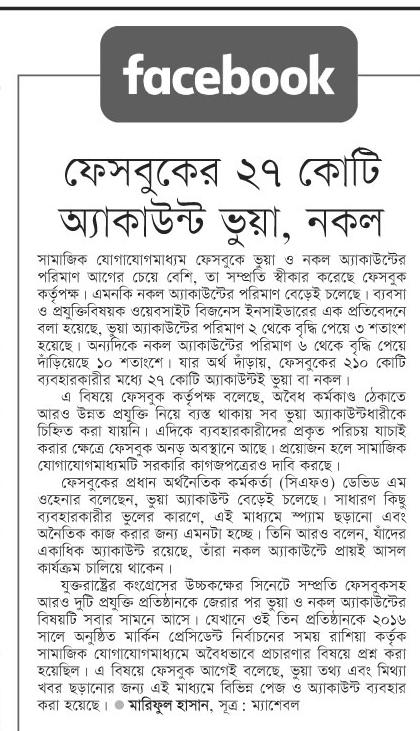 facebook
ফেসবুকের ২৭ কোটি
অ্যাকাউন্ট ভুয়া, নকল
সামাজিক যোগাযোগমাধ্যম ফেসবুকে ভুয়া ও নকল অ্যাকাউন্টের
পরিমাণ আগের চেয়ে বেশি, তা সম্প্রতি স্বীকার করেছে ফেসবুক
কর্তৃপক্ষ। এমনকি নকল অ্যাকাউন্টের পরিমাণ বেড়েই চলেছে। ব্যবসা
ও প্রযুক্তিবিষয়ক ওয়েবসাইট বিজনেস ইনসাইডারের এক প্রতিবেদনে
বলা হয়েছে, ভুয়া অ্যাকাউন্টের পরিমাণ ২ থেকে বৃদ্ধি পেয়ে ৩ শতাংশ
হয়েছে। অন্যদিকে নকল অ্যাকাউন্টের পরিমাণ ৬ থেকে বৃদ্ধি পেয়ে
দাঁড়িয়েছে ১০ শতাংশে। যার অর্থ দাঁড়ায়, ফেসবুকের ২১০ কোটি
ব্যবহারকারীর মধ্যে ২৭ কোটি অ্যাকাউন্টই ভুয়া বা নকল।
এ বিষয়ে ফেসবুক কর্তৃপক্ষ বলেছে, অবৈধ কর্মকাণ্ড ঠেকাতে
আরও উন্নত প্রযুক্তি নিয়ে ব্যস্ত থাকায় সব ভুয়া অ্যাকাউন্টধারীকে
চিহ্নিত করা যায়নি। এদিকে ব্যবহারকারীদের প্রকৃত পরিচয় যাচাই
করার ক্ষেত্রে ফেসবুক অনড় অবস্থানে আছে। প্রয়োজন হলে সামাজিক
যোগাযোগমাধ্যমটি সরকারি কাগজপত্রেরও দাবি করছে।
ফেসবুকের প্রধান অর্থনৈতিক কর্মকর্তা (সিএফও) ডেভিড এম
ওহেনার বলেছেন, ভুয়া অ্যাকাউন্ট বেড়েই চলেছে। সাধারণ কিছু
ব্যবহারকারীর ভুলের কারণে, এই মাধ্যমে স্প্যাম ছড়ানো এবং
অনৈতিক কাজ করার জন্য এমনটা হচ্ছে। তিনি আরও বলেন, যাঁদের
একাধিক অ্যাকাউন্ট রয়েছে, তাঁরা নকল অ্যাকাউন্টে প্রায়ই আসল
কার্যক্রম চালিয়ে থাকেন।
যুক্তরাষ্ট্রের কংগ্রেসের উচ্চকক্ষের সিনেটে সম্প্রতি ফেসবুকসহ
আরও দুটি প্রযুক্তি প্রতিষ্ঠানকে জেরার পর ভুয়া ও নকল অ্যাকাউন্টের
বিষয়টি সবার সামনে আসে। যেখানে ওই তিন প্রতিষ্ঠানকে ২০১৬
সালে অনুষ্ঠিত মার্কিন প্রেসিডেন্ট নির্বাচনের সময় রাশিয়া কর্তৃক
সামাজিক যোগাযোগমাধ্যমে অবৈধভাবে প্রচারণার বিষয়ে প্রশ্ন করা
হয়েছিল। এ বিষয়ে ফেসবুক আগেই বলেছে, ভুয়া তথ্য এবং মিথ্যা
খবর ছড়ানোর জন্য এই মাধ্যমে বিভিন্ন পেজ ও অ্যাকাউন্ট ব্যবহার
করা হয়েছে। ● মারিফুল হাসান, সূত্র : ম্যাশেবল